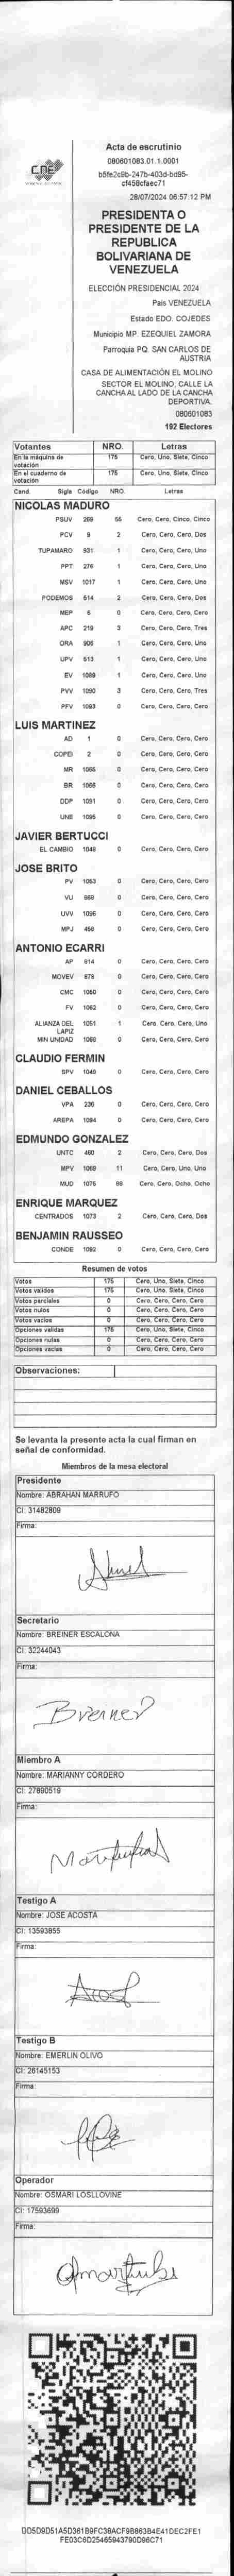 CNE
Acta de escrutinio
080601083.01.1.0001
b5fe2c9b-247b-403d-bd95-
cf458cfaec71
28/07/2024 06:57:12 PM
PRESIDENTA O
PRESIDENTE DE LA
REPUBLICA
BOLIVARIANA DE
VENEZUELA
ELECCIÓN PRESIDENCIAL 2024
País VENEZUELA
Estado EDO. COJEDES
Municipio MP. EZEQUIEL ZAMORA
Parroquia PQ. SAN CARLOS DE
AUSTRIA
CASA DE ALIMENTACIÓN EL MOLINO
SECTOR EL MOLINO, CALLE LA
CANCHA AL LADO DE LA CANCHA
DEPORTIVA.
080601083
192 Electores
Votantes NRO. Letras
En la máquina de votación 175 Cero, Uno, Siete, Cinco
En el cuaderno de votación 175 Cero, Uno, Siete, Cinco
Cand. Sigla Código NRO. Letras
NICOLAS MADURO
PSUV 269 55 Cero, Cero, Cinco, Cinco
PCV 9 2 Cero, Cero, Cero, Dos
TUPAMARO 931 1 Cero, Cero, Cero, Uno
PPT 276 1 Cero, Cero, Cero, Uno
MSV 1017 1 Cero, Cero, Cero, Uno
PODEMOS 514 2 Cero, Cero, Cero, Dos
MEP 6 0 Cero, Cero, Cero, Cero
APC 219 3 Cero, Cero, Cero, Tres
ORA 906 1 Cero, Cero, Cero, Uno
UPV 613 1 Cero, Cero, Cero, Uno
EV 1089 1 Cero, Cero, Cero, Uno
PVV 1090 3 Cero, Cero, Cero, Tres
PFV 1093 0 Cero, Cero, Cero, Cero
LUIS MARTINEZ
AD 1 0 Cero, Cero, Cero, Cero
COPEI 2 0 Cero, Cero, Cero, Cero
MR 1066 0 Cero, Cero, Cero, Cero
BR 0 Cero, Cero, Cero, Cero
DDP 1091 0 Cero, Cero, Cero, Cero
UNE 1095 0 Cero, Cero, Cero, Cero
JAVIER BERTUCCI
EL CAMBIO 1048 0 Cero, Cero, Cero, Cero
JOSE BRITO
PV 1053 0 Cero, Cero, Cero, Cero
VU 869 0 Cero, Cero, Cero, Cero
UVV 1096 0 Cero, Cero, Cero, Cero
MPJ 458 0 Cero, Cero, Cero, Cero
ANTONIO ECARRI
AP 914 0 Cero, Cero, Cero, Cero
MOVEV 879 0 Cero, Cero, Cero, Cero
CMC 1050 0 Cero, Cero, Cero, Cero
FV 1062 0 Cero, Cero, Cero, Cero
ALIANZA DEL LAPIZ 1051 1 Cero, Cero, Cero, Uno
MIN UNIDAD 1088 0 Cero, Cero, Cero, Cero
CLAUDIO FERMIN
SPV 1049 0 Cero, Cero, Cero, Cero
DANIEL CEBALLOS
VPA 236 0 Cero, Cero, Cero, Cero
AREPA 1094 0 Cero, Cero, Cero, Cero
EDMUNDO GONZALEZ
UNTC 460 2 Cero, Cero, Cero, Dos
MPV 1069 11 Cero, Cero, Uno, Uno
MUD 1075 88 Cero, Cero, Ocho, Ocho
ENRIQUE MARQUEZ
CENTRADOS 1073 2 Cero, Cero, Cero, Dos
BENJAMIN RAUSSEO
CONDE 1092 0 Cero, Cero, Cero, Cero
Resumen de votos
Votos 175 Cero, Uno, Siete, Cinco
Votos validos 175 Cero, Uno, Siete, Cinco
Votos parciales 0 Cero, Cero, Cero, Cero
Votos nulos 0 Cero, Cero, Cero, Cero
Votos vacios 0 Cero, Cero, Cero, Cero
Opciones validas 175 Cero, Uno, Siete, Cinco
Opciones nulas 0 Cero, Cero, Cero, Cero
Opciones vacias 0 Cero, Cero, Cero, Cero
Observaciones:
Se levanta la presente acta la cual firman en
señal de conformidad.
Miembros de la mesa electoral
Presidente
Nombre: ABRAHAN MARRUFO
CI: 31482809
Firma:
Secretario
Nombre: BREINER ESCALONA
CI: 32244043
Firma:
Breiner
Miembro A
Nombre: MARIANNY CORDERO
CI: 27890519
Firma:
Testigo A
Nombre: JOSE ACOSTA
CI: 13593855
Firma:
Testigo B
Nombre: EMERLIN OLIVO
CI: 26145153
Firma:
Operador
Nombre: OSMARI LOSLLOVINE
CI: 17593699
Firma:
DD5D9D51A5D361B9FC38ACF9B863B4E41DEC2FE1
FE03C6D25465943790D96C71